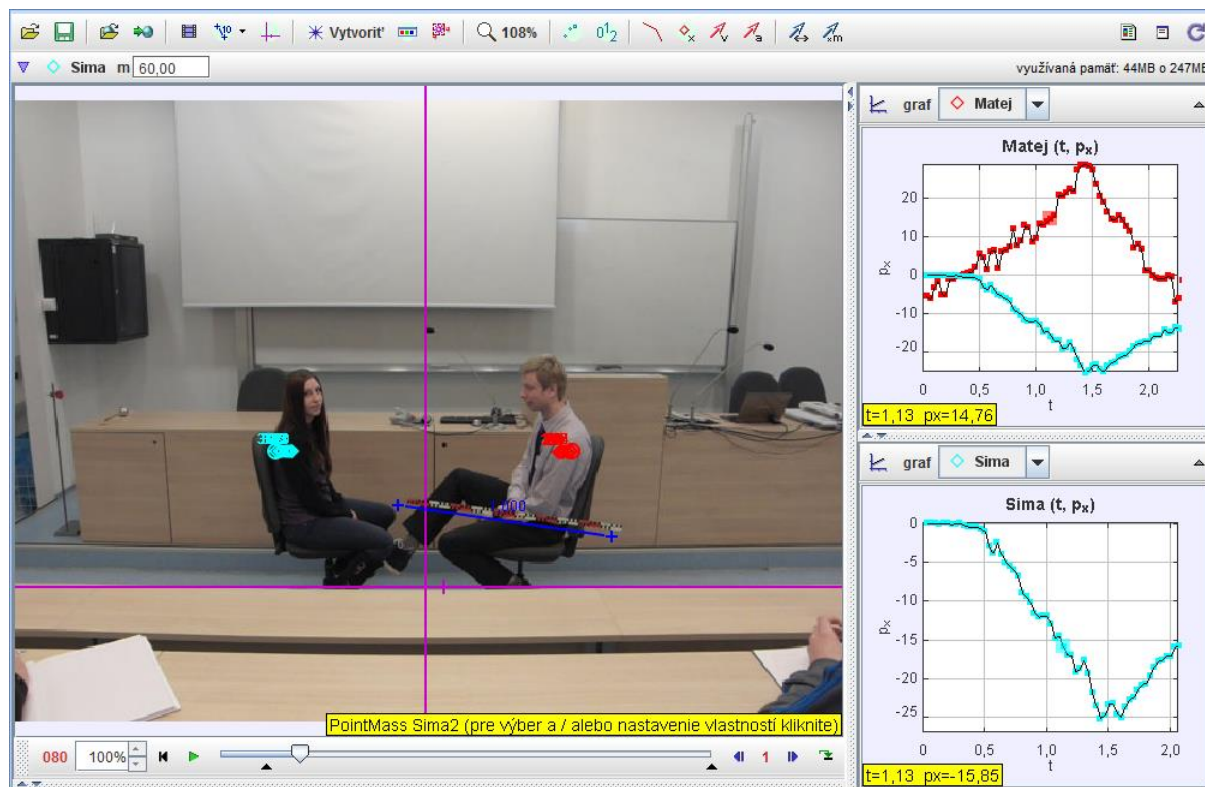 Vytvoriť 108%
Sima m 60,00
využívaná pamäť: 44MB o 247MB
graf Matej
Matej (t, pₓ)
20
10
0
-10
-20
pₓ
0 0,5 1,0 1,5 2,0
t
t=1,13 px=14,76
graf Sima
Sima (t, pₓ)
0
-5
-10
-15
-20
-25
pₓ
0 0,5 1,0 1,5 2,0
t
t=1,13 px=-15,85
PointMass Sima2 (pre výber a / alebo nastavenie vlastností kliknite)
080 100% 1